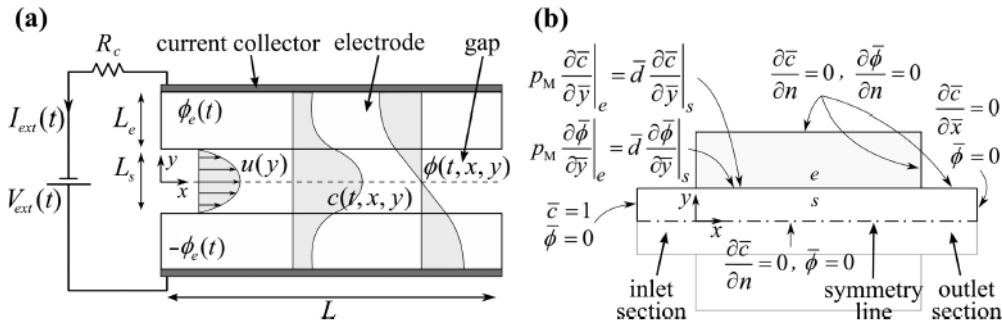 (a)
R_c
current collector
electrode
gap
I_ext(t)
V_ext(t)
L_e
L_s
ϕ_e(t)
y
x
u(y)
ϕ(t, x, y)
c(t, x, y)
-ϕ_e(t)
L
(b)
p_M ∂c̅/∂y̅|_e = d̅ ∂c̅/∂y̅|_s
p_M ∂ϕ̅/∂y̅|_e = d̅ ∂ϕ̅/∂y̅|_s
∂c̅/∂n = 0 , ∂ϕ̅/∂n = 0
∂c̅/∂x̅ = 0
ϕ̅ = 0
e
s
c̅ = 1
ϕ̅ = 0
y
x
∂c̅/∂n = 0 , ϕ̅ = 0
inlet
section
symmetry
line
outlet
section